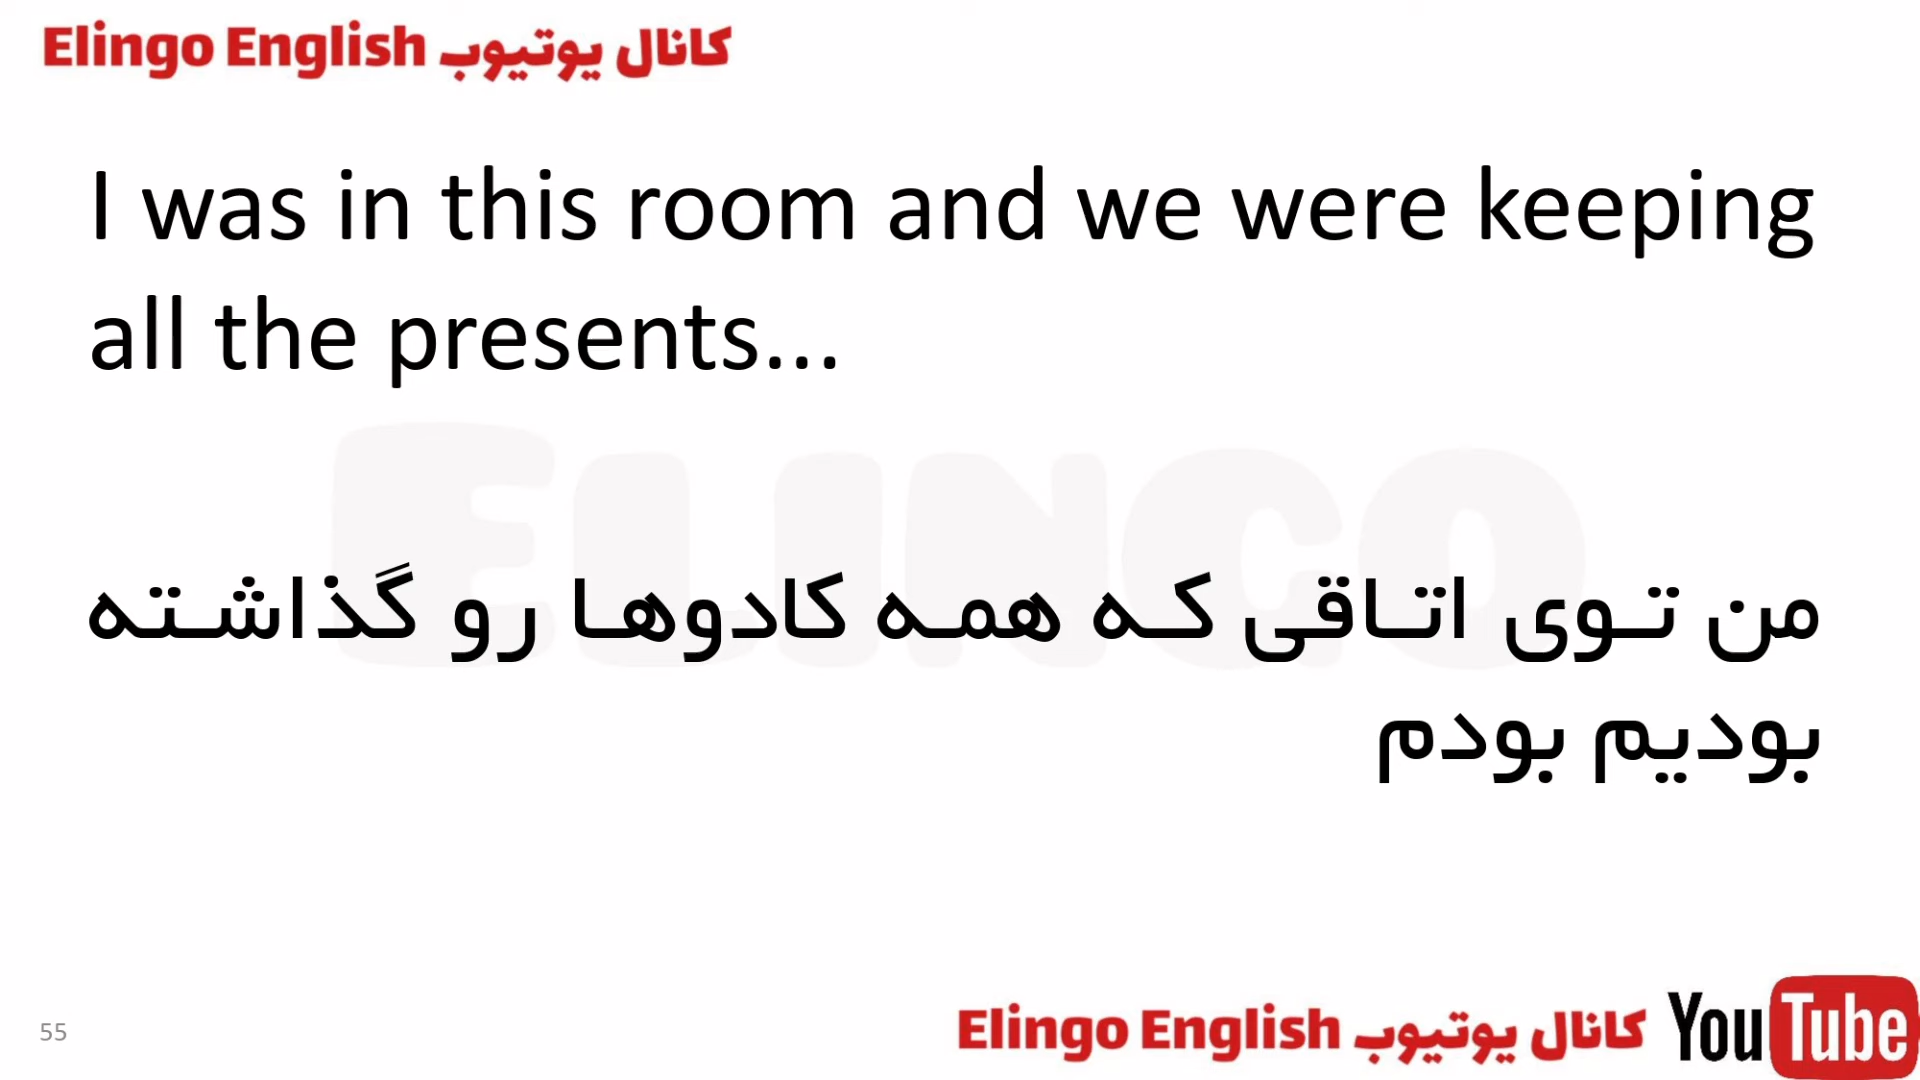 Elingo English کانال یوتیوب
I was in this room and we were keeping
all the presents...
ELINGO
من توی اتاقی که همه کادوها رو گذاشته
بودیم بودم
55
Elingo English کانال یوتیوب YouTube